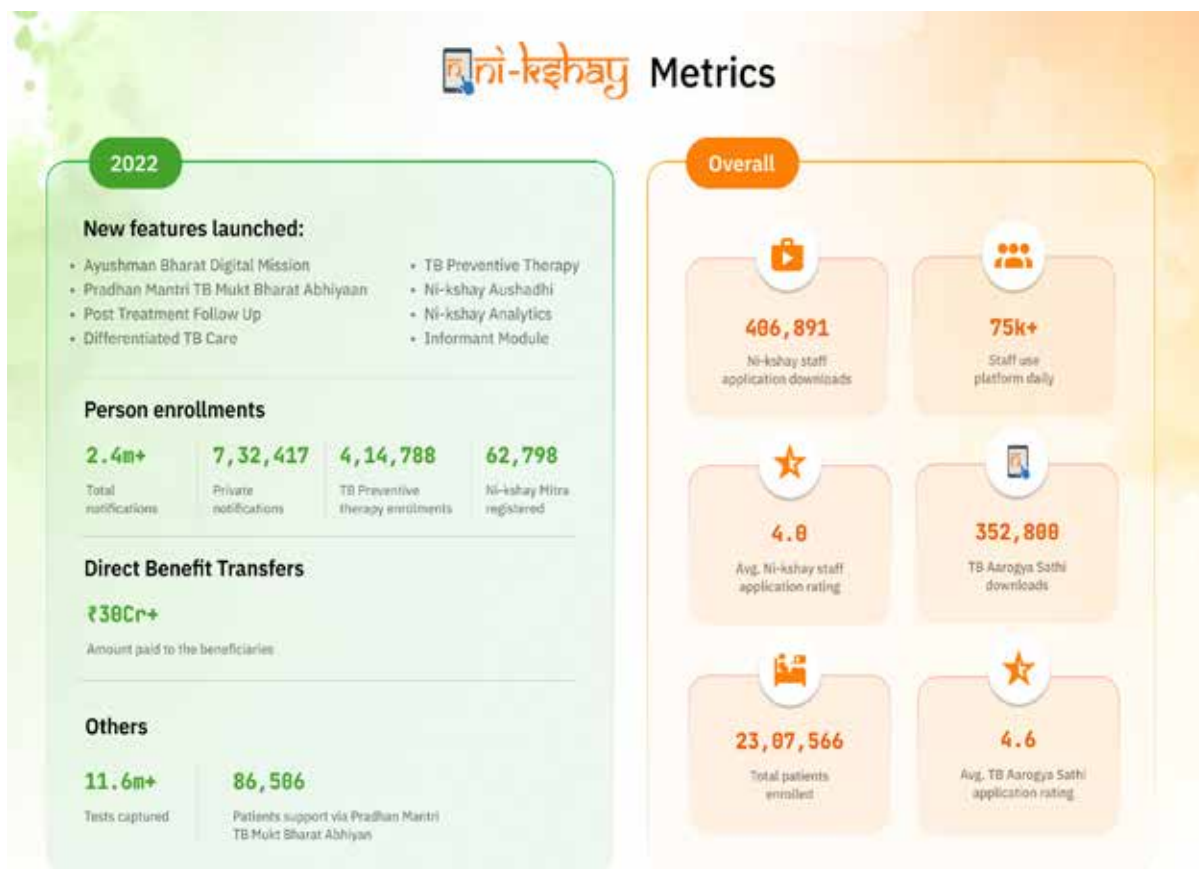 ni-kshay Metrics
2022
New features launched:
• Ayushman Bharat Digital Mission
• Pradhan Mantri TB Mukt Bharat Abhiyaan
• Post Treatment Follow Up
• Differentiated TB Care
• TB Preventive Therapy
• Ni-kshay Aushadhi
• Ni-kshay Analytics
• Informant Module
Person enrollments
2.4m+
Total
notifications
7,32,417
Private
notifications
4,14,788
TB Preventive
therapy enrolments
62,798
Ni-kshay Mitra
registered
Direct Benefit Transfers
₹30Cr+
Amount paid to the beneficiaries
Others
11.6m+
Tests captured
86,506
Patients support via Pradhan Mantri
TB Mukt Bharat Abhiyan
Overall
406,891
Ni-kshay staff
application downloads
75k+
Staff use
platform daily
4.0
Avg. Ni-kshay staff
application rating
352,800
TB Aarogya Sathi
downloads
23,07,566
Total patients
enrolled
4.6
Avg. TB Aarogya Sathi
application rating